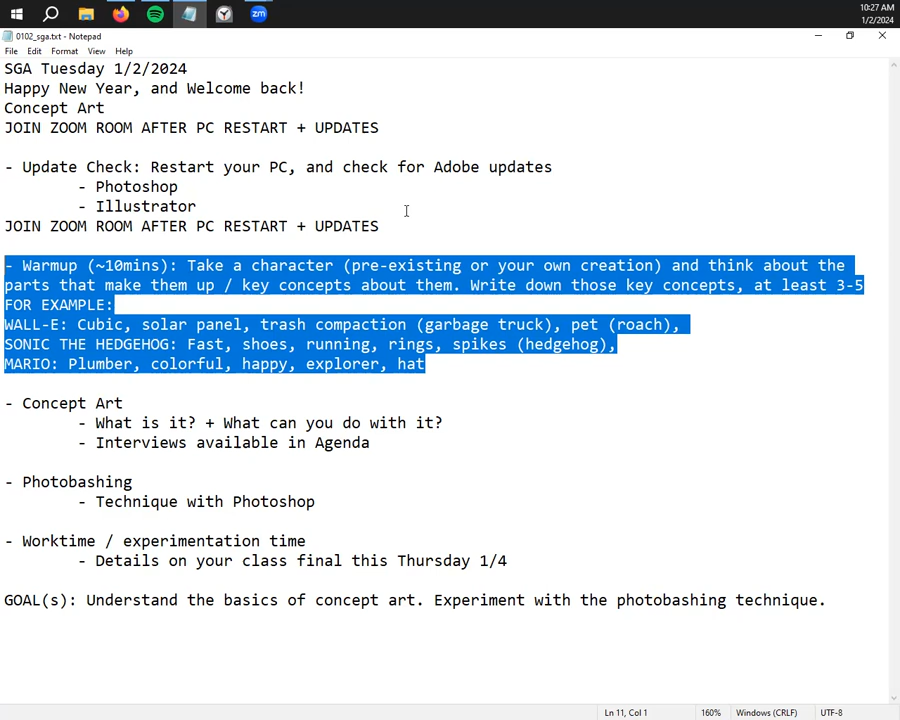 10:27 AM
1/2/2024
zm
0102_sga.txt - Notepad
File Edit Format View Help
SGA Tuesday 1/2/2024
Happy New Year, and Welcome back!
Concept Art
JOIN ZOOM ROOM AFTER PC RESTART + UPDATES
- Update Check: Restart your PC, and check for Adobe updates
- Photoshop
- Illustrator
JOIN ZOOM ROOM AFTER PC RESTART + UPDATES
- Warmup (~10mins): Take a character (pre-existing or your own creation) and think about the
parts that make them up / key concepts about them. Write down those key concepts, at least 3-5
FOR EXAMPLE:
WALL-E: Cubic, solar panel, trash compaction (garbage truck), pet (roach),
SONIC THE HEDGEHOG: Fast, shoes, running, rings, spikes (hedgehog),
MARIO: Plumber, colorful, happy, explorer, hat
- Concept Art
- What is it? + What can you do with it?
- Interviews available in Agenda
- Photobashing
- Technique with Photoshop
- Worktime / experimentation time
- Details on your class final this Thursday 1/4
GOAL(s): Understand the basics of concept art. Experiment with the photobashing technique.
Ln 11, Col 1 160% Windows (CRLF) UTF-8